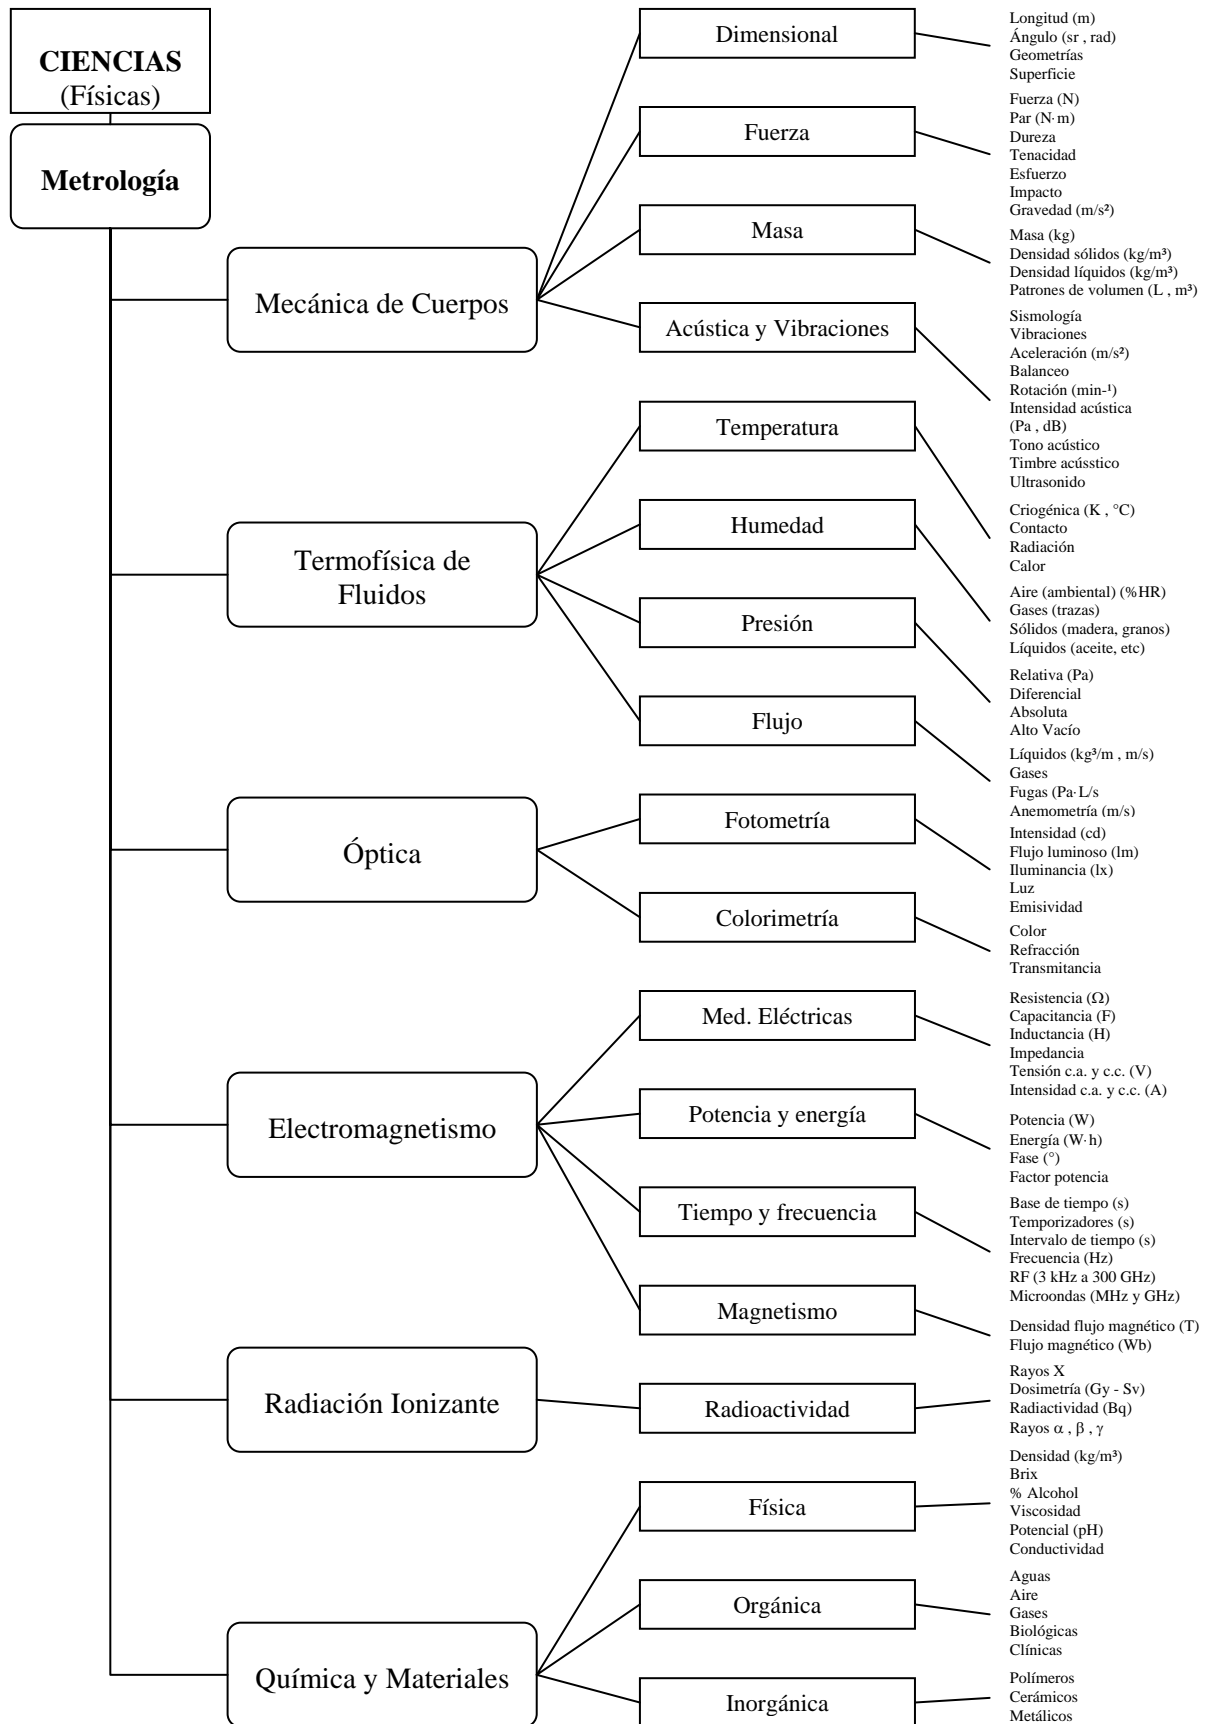 CIENCIAS
(Físicas)
Metrología
Mecánica de Cuerpos
Dimensional
Longitud (m)
Ángulo (sr , rad)
Geometrías
Superficie
Fuerza
Fuerza (N)
Par (N·m)
Dureza
Tenacidad
Esfuerzo
Impacto
Gravedad (m/s²)
Masa
Masa (kg)
Densidad sólidos (kg/m³)
Densidad líquidos (kg/m³)
Patrones de volumen (L , m³)
Acústica y Vibraciones
Sismología
Vibraciones
Aceleración (m/s²)
Balanceo
Rotación (min-¹)
Intensidad acústica
(Pa , dB)
Tono acústico
Timbre acússtico
Ultrasonido
Termofísica de
Fluidos
Temperatura
Criogénica (K , °C)
Contacto
Radiación
Calor
Humedad
Aire (ambiental) (%HR)
Gases (trazas)
Sólidos (madera, granos)
Líquidos (aceite, etc)
Presión
Relativa (Pa)
Diferencial
Absoluta
Alto Vacío
Flujo
Líquidos (kg³/m , m/s)
Gases
Fugas (Pa·L/s
Anemometría (m/s)
Óptica
Fotometría
Intensidad (cd)
Flujo luminoso (lm)
Iluminancia (lx)
Luz
Emisividad
Colorimetría
Color
Refracción
Transmitancia
Electromagnetismo
Med. Eléctricas
Resistencia (Ω)
Capacitancia (F)
Inductancia (H)
Impedancia
Tensión c.a. y c.c. (V)
Intensidad c.a. y c.c. (A)
Potencia y energía
Potencia (W)
Energía (W·h)
Fase (°)
Factor potencia
Tiempo y frecuencia
Base de tiempo (s)
Temporizadores (s)
Intervalo de tiempo (s)
Frecuencia (Hz)
RF (3 kHz a 300 GHz)
Microondas (MHz y GHz)
Magnetismo
Densidad flujo magnético (T)
Flujo magnético (Wb)
Radiación Ionizante
Radioactividad
Rayos X
Dosimetría (Gy - Sv)
Radiactividad (Bq)
Rayos α , β , γ
Química y Materiales
Física
Densidad (kg/m³)
Brix
% Alcohol
Viscosidad
Potencial (pH)
Conductividad
Orgánica
Aguas
Aire
Gases
Biológicas
Clínicas
Inorgánica
Polímeros
Cerámicos
Metálicos